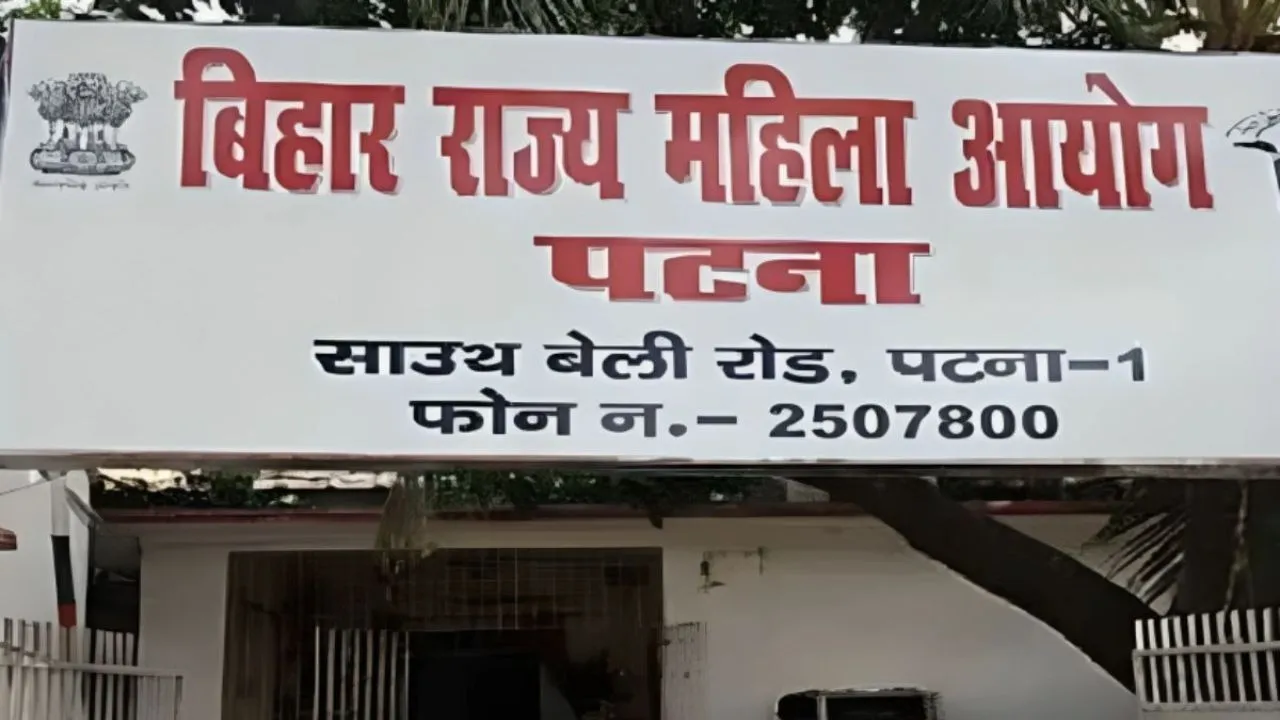 बिहार राज्य महिला आयोग
पटना
साउथ बेली रोड, पटना-1
फोन न.- 2507800